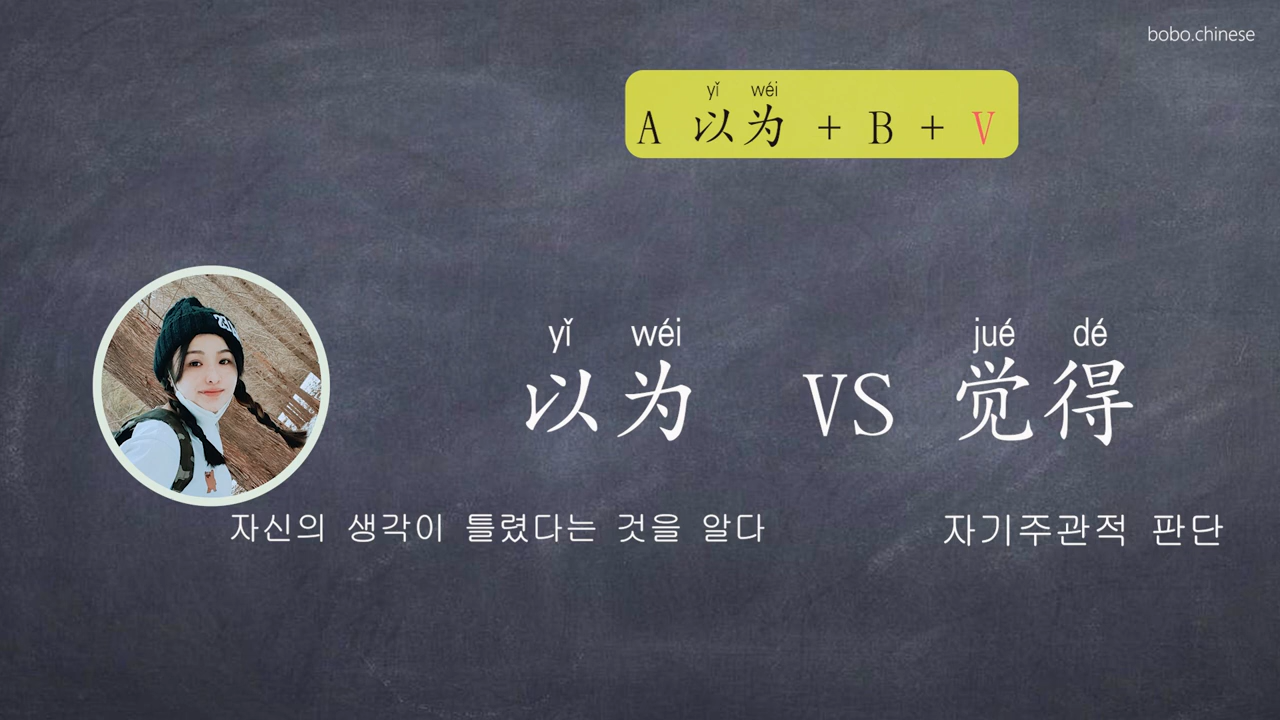 bobo.chinese
yǐ wéi
A 以为 + B + V
yǐ wéi jué dé
以为 VS 觉得
자신의 생각이 틀렸다는 것을 알다 자기주관적 판단